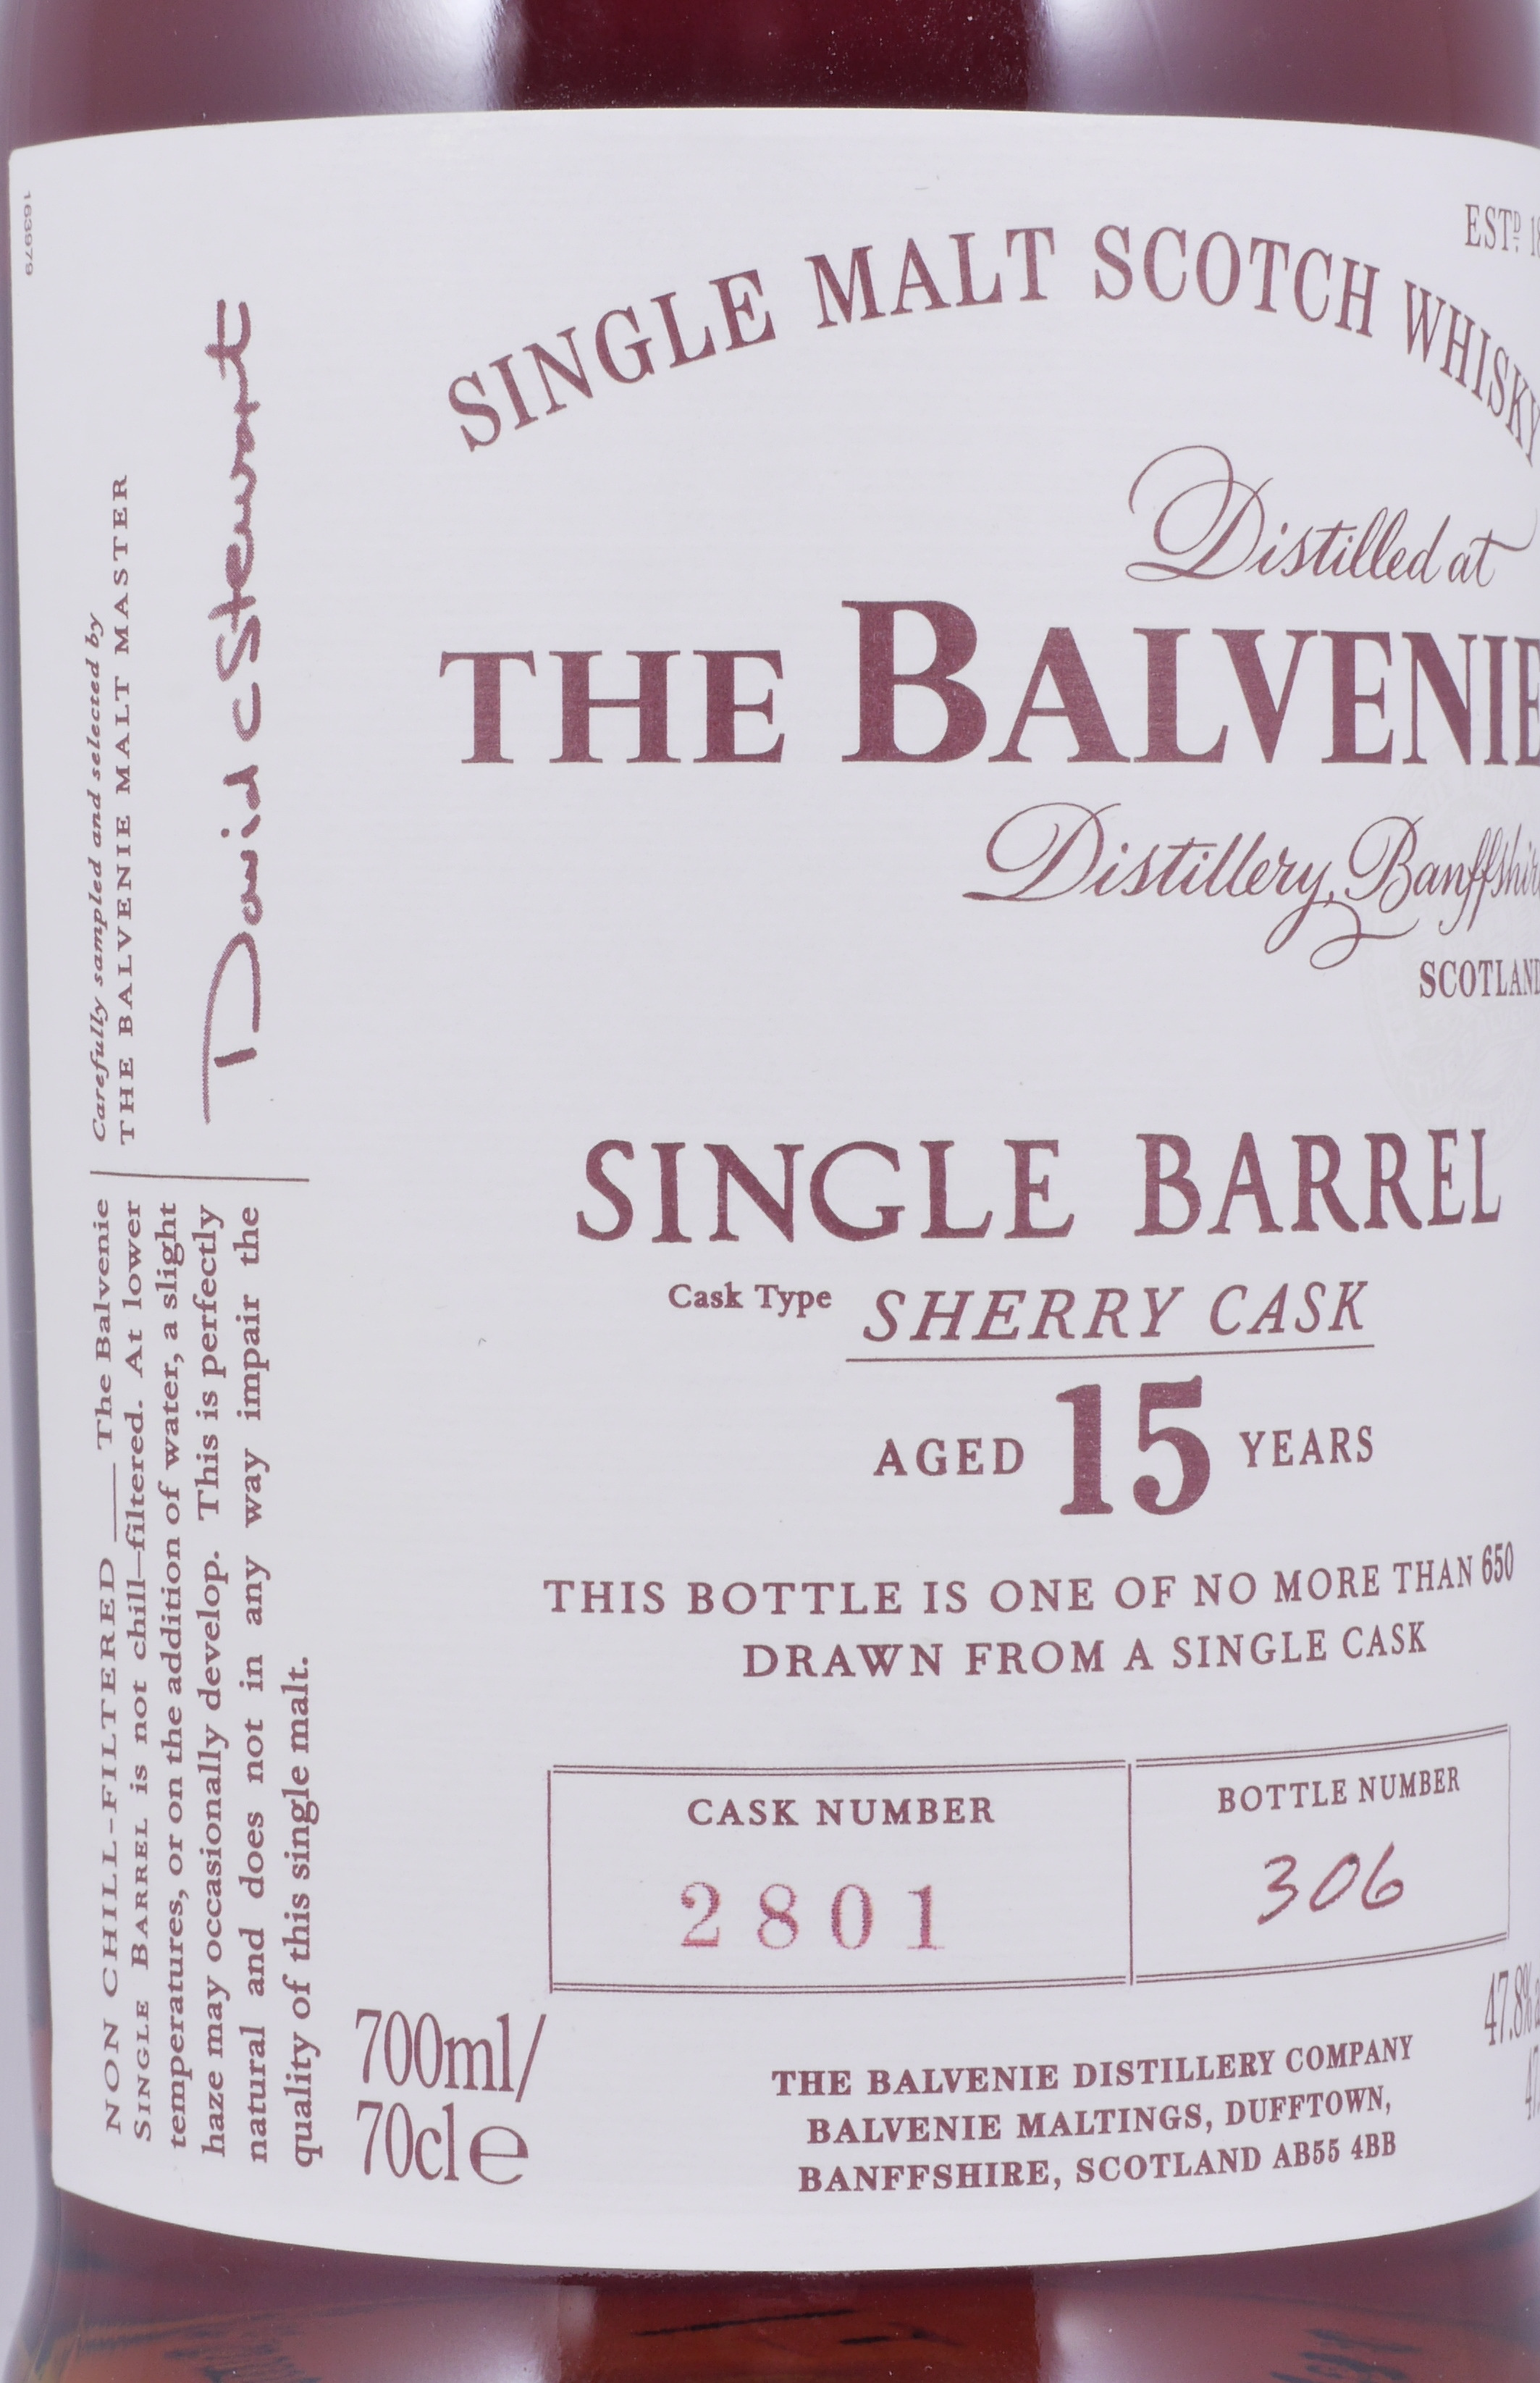 163979
ESTD 18
SINGLE MALT SCOTCH WHISKY
Distilled at
THE BALVENIE
Distillery, Banffshire
SCOTLAND
SINGLE BARREL
Cask Type SHERRY CASK
AGED 15 YEARS
THIS BOTTLE IS ONE OF NO MORE THAN 650
DRAWN FROM A SINGLE CASK
CASK NUMBER
2801
BOTTLE NUMBER
306
700ml/
70cl e
47.8%
THE BALVENIE DISTILLERY COMPANY
BALVENIE MALTINGS, DUFFTOWN,
BANFFSHIRE, SCOTLAND AB55 4BB
Carefully sampled and selected by
THE BALVENIE MALT MASTER
David C Stewart
NON CHILL-FILTERED — The Balvenie
SINGLE BARREL is not chill-filtered. At lower
temperatures, or on the addition of water, a slight
haze may occasionally develop. This is perfectly
natural and does not in any way impair the
quality of this single malt.